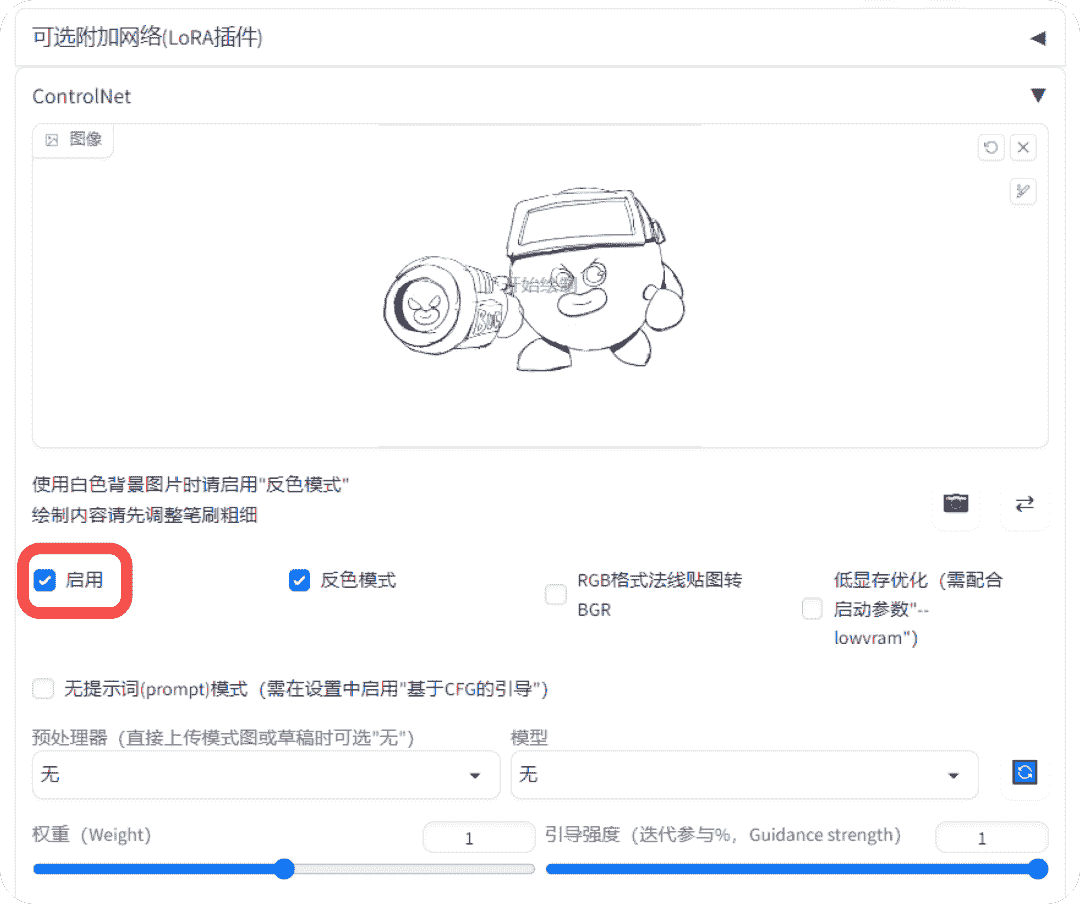 可选附加网络(LoRA插件)
ControlNet
图像
开始绘制
使用白色背景图片时请启用"反色模式"
绘制内容请先调整笔刷粗细
启用
反色模式
RGB格式法线贴图转
BGR
低显存优化（需配合
启动参数"--
lowvram"）
无提示词(prompt)模式（需在设置中启用"基于CFG的引导"）
预处理器（直接上传模式图或草稿时可选"无"）
模型
无
无
权重（Weight)
1
引导强度（迭代参与%，Guidance strength）
1